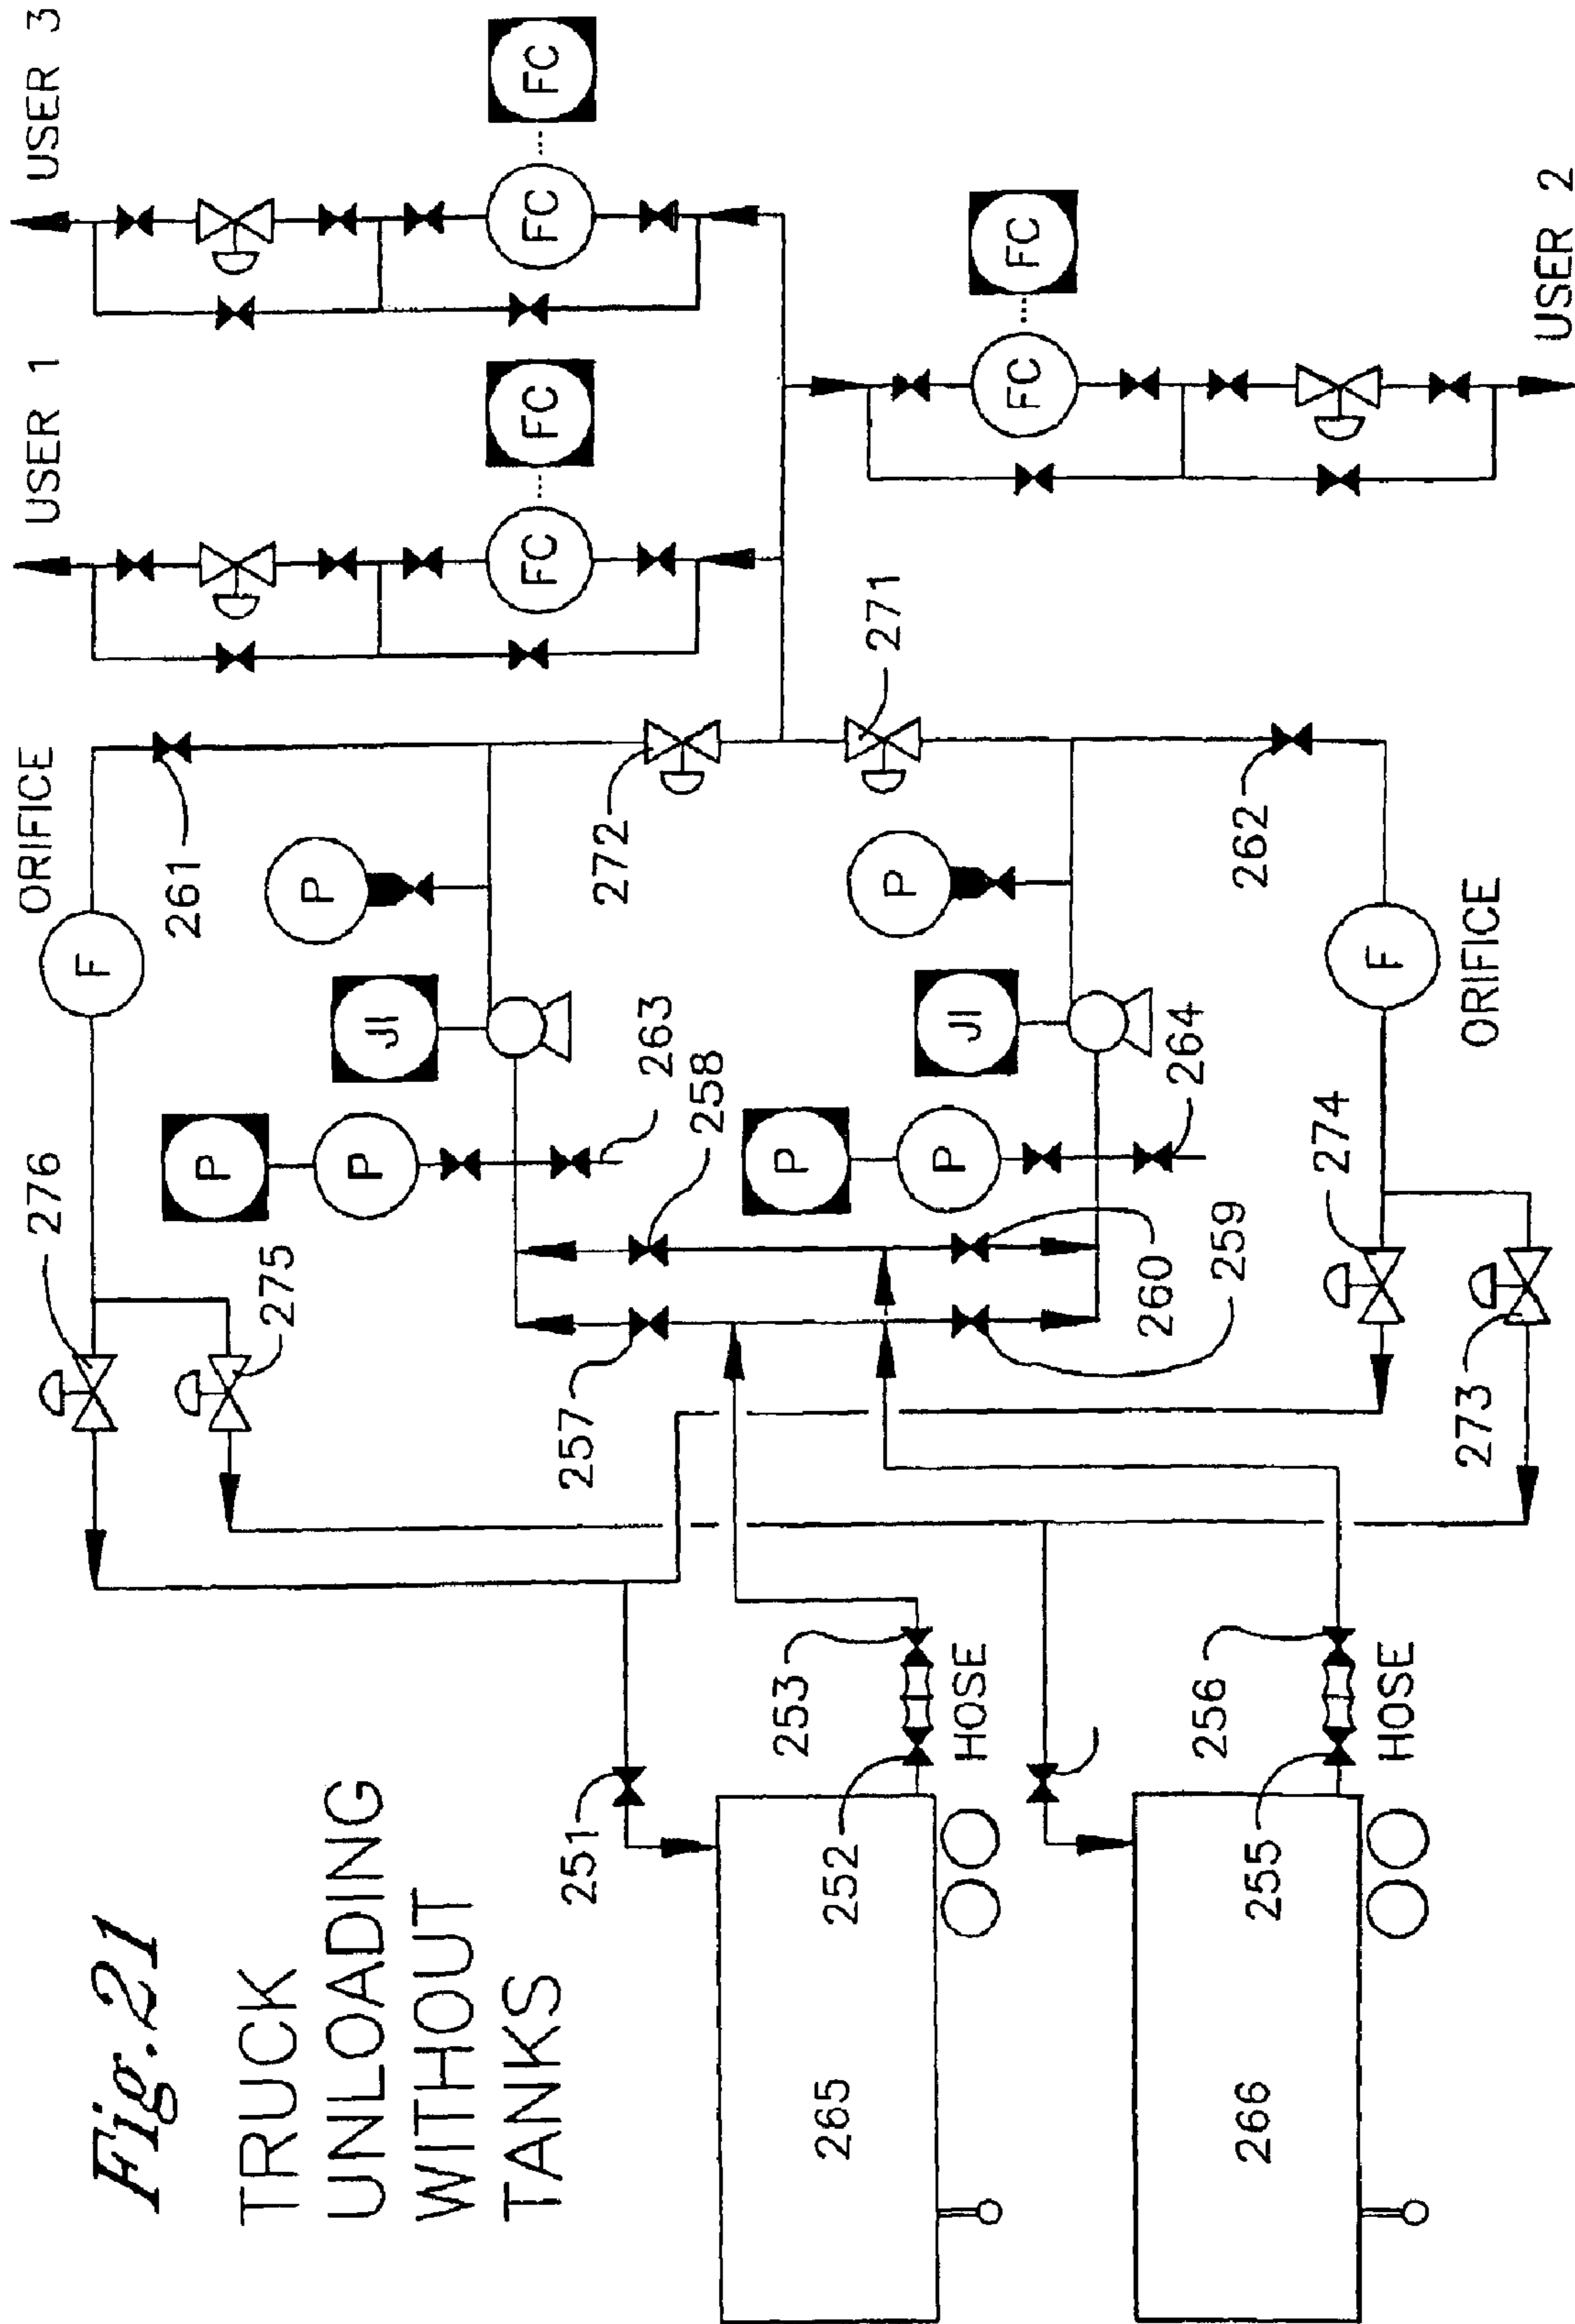 Fig. 21
TRUCK
UNLOADING
WITHOUT
TANKS
USER 1
USER 3
ORIFICE
F
261
276
275
P
P
JI
P
263
258
257
272
FC
FC
FC
FC
271
P
P
JI
P
264
260
259
262
274
273
F
ORIFICE
FC
FC
USER 2
251
253
252
HOSE
265
256
255
HOSE
266